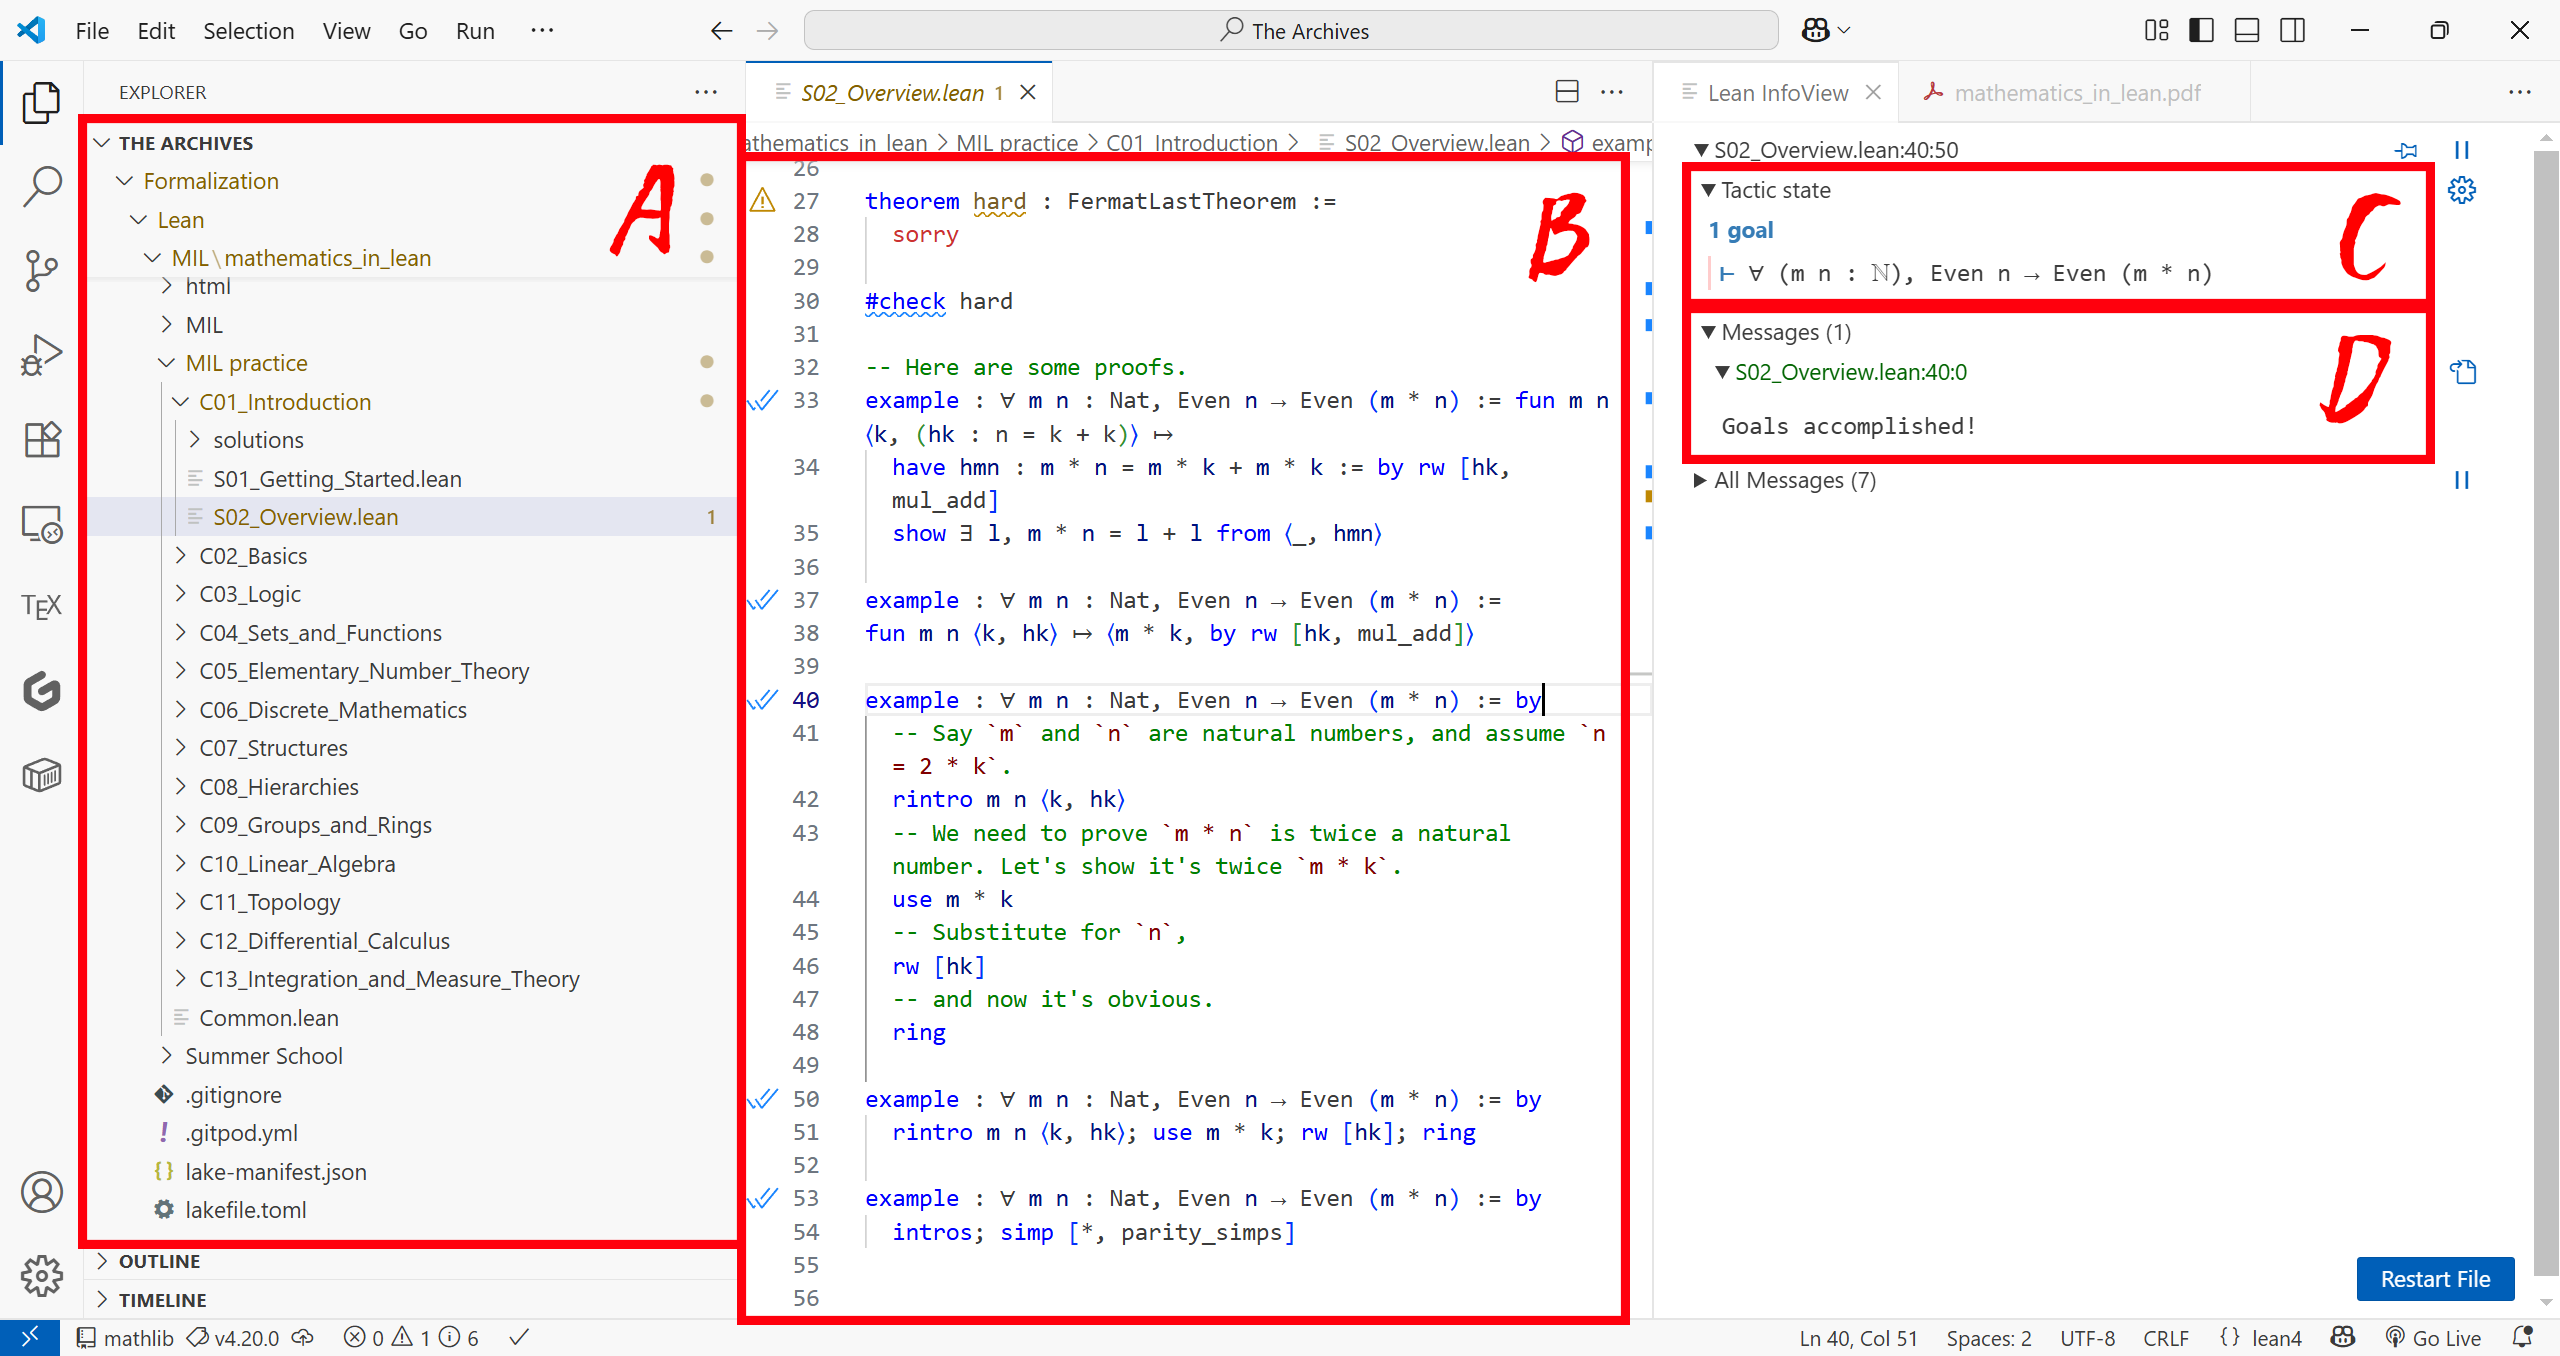 File Edit Selection View Go Run ···
The Archives
EXPLORER ···
THE ARCHIVES
Formalization
Lean
MIL\mathematics_in_lean
html
MIL
MIL practice
C01_Introduction
solutions
S01_Getting_Started.lean
S02_Overview.lean 1
C02_Basics
C03_Logic
C04_Sets_and_Functions
C05_Elementary_Number_Theory
C06_Discrete_Mathematics
C07_Structures
C08_Hierarchies
C09_Groups_and_Rings
C10_Linear_Algebra
C11_Topology
C12_Differential_Calculus
C13_Integration_and_Measure_Theory
Common.lean
Summer School
.gitignore
.gitpod.yml
lake-manifest.json
lakefile.toml
OUTLINE
TIMELINE
TEX
A
S02_Overview.lean 1
athematics_in_lean > MIL practice > C01_Introduction > S02_Overview.lean > examp
26
27 theorem hard : FermatLastTheorem :=
28 sorry
29
30 #check hard
31
32 -- Here are some proofs.
33 example : ∀ m n : Nat, Even n → Even (m * n) := fun m n
⟨k, (hk : n = k + k)⟩ ↦
34 have hmn : m * n = m * k + m * k := by rw [hk,
mul_add]
35 show ∃ l, m * n = l + l from ⟨_, hmn⟩
36
37 example : ∀ m n : Nat, Even n → Even (m * n) :=
38 fun m n ⟨k, hk⟩ ↦ ⟨m * k, by rw [hk, mul_add]⟩
39
40 example : ∀ m n : Nat, Even n → Even (m * n) := by
41 -- Say `m` and `n` are natural numbers, and assume `n
= 2 * k`.
42 rintro m n ⟨k, hk⟩
43 -- We need to prove `m * n` is twice a natural
number. Let's show it's twice `m * k`.
44 use m * k
45 -- Substitute for `n`,
46 rw [hk]
47 -- and now it's obvious.
48 ring
49
50 example : ∀ m n : Nat, Even n → Even (m * n) := by
51 rintro m n ⟨k, hk⟩; use m * k; rw [hk]; ring
52
53 example : ∀ m n : Nat, Even n → Even (m * n) := by
54 intros; simp [*, parity_simps]
55
56
B
Lean InfoView mathematics_in_lean.pdf ···
S02_Overview.lean:40:50
Tactic state
1 goal
⊢ ∀ (m n : ℕ), Even n → Even (m * n)
C
Messages (1)
S02_Overview.lean:40:0
Goals accomplished!
D
All Messages (7)
Restart File
mathlib v4.20.0 0 1 6
Ln 40, Col 51 Spaces: 2 UTF-8 CRLF {} lean4 Go Live